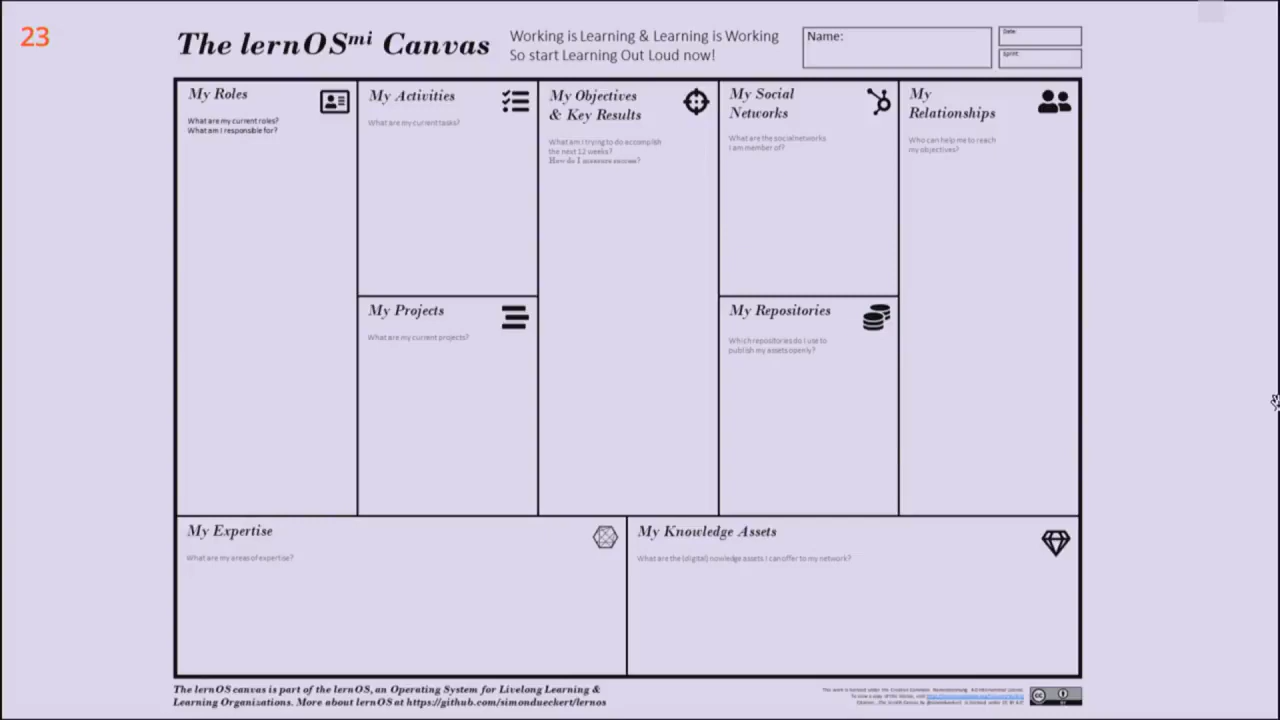 23
The lernOSᵐⁱ Canvas
Working is Learning & Learning is Working
So start Learning Out Loud now!
Name:
Date:
Sprint:
My Roles
What are my current roles?
What am I responsible for?
My Activities
What are my current tasks?
My Objectives
& Key Results
What am I trying to do accomplish
the next 12 weeks?
How do I measure success?
My Social
Networks
What are the social networks
I am member of?
My
Relationships
Who can help me to reach
my objectives?
My Projects
What are my current projects?
My Repositories
Which repositories do I use to
publish my assets openly?
My Expertise
What are my areas of expertise?
My Knowledge Assets
What are the (digital) nowledge assets I can offer to my network?
The lernOS canvas is part of the lernOS, an Operating System for Livelong Learning &
Learning Organizations. More about lernOS at https://github.com/simondueckert/lernos